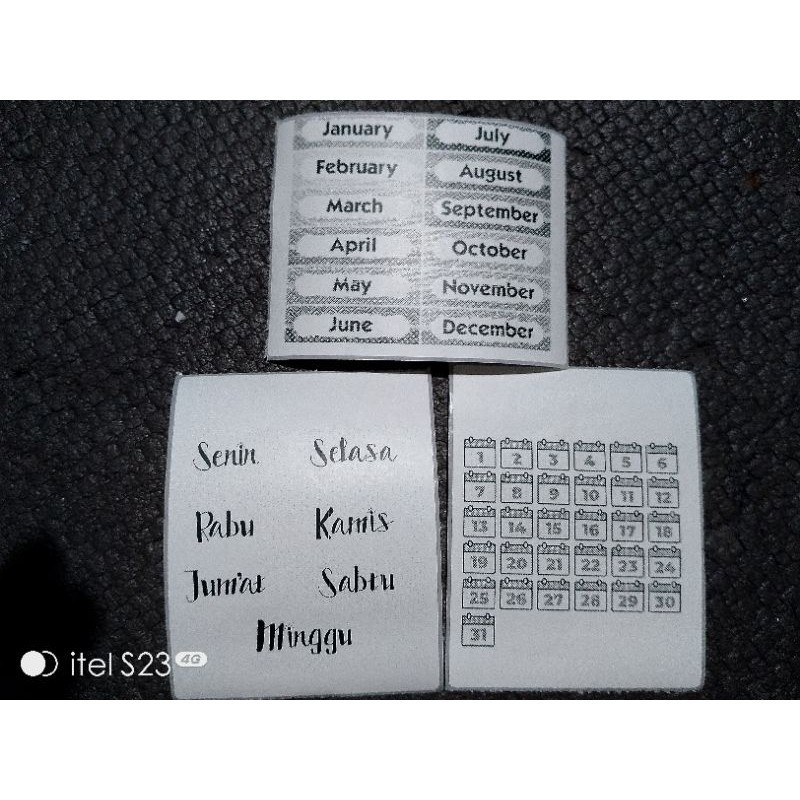 January July
February August
March September
April October
May November
June December
Senin Selasa
Rabu Kamis
Jum'at Sabtu
Minggu
1 2 3 4 5 6
7 8 9 10 11 12
13 14 15 16 17 18
19 20 21 22 23 24
25 26 27 28 29 30
31
itel S23 4G